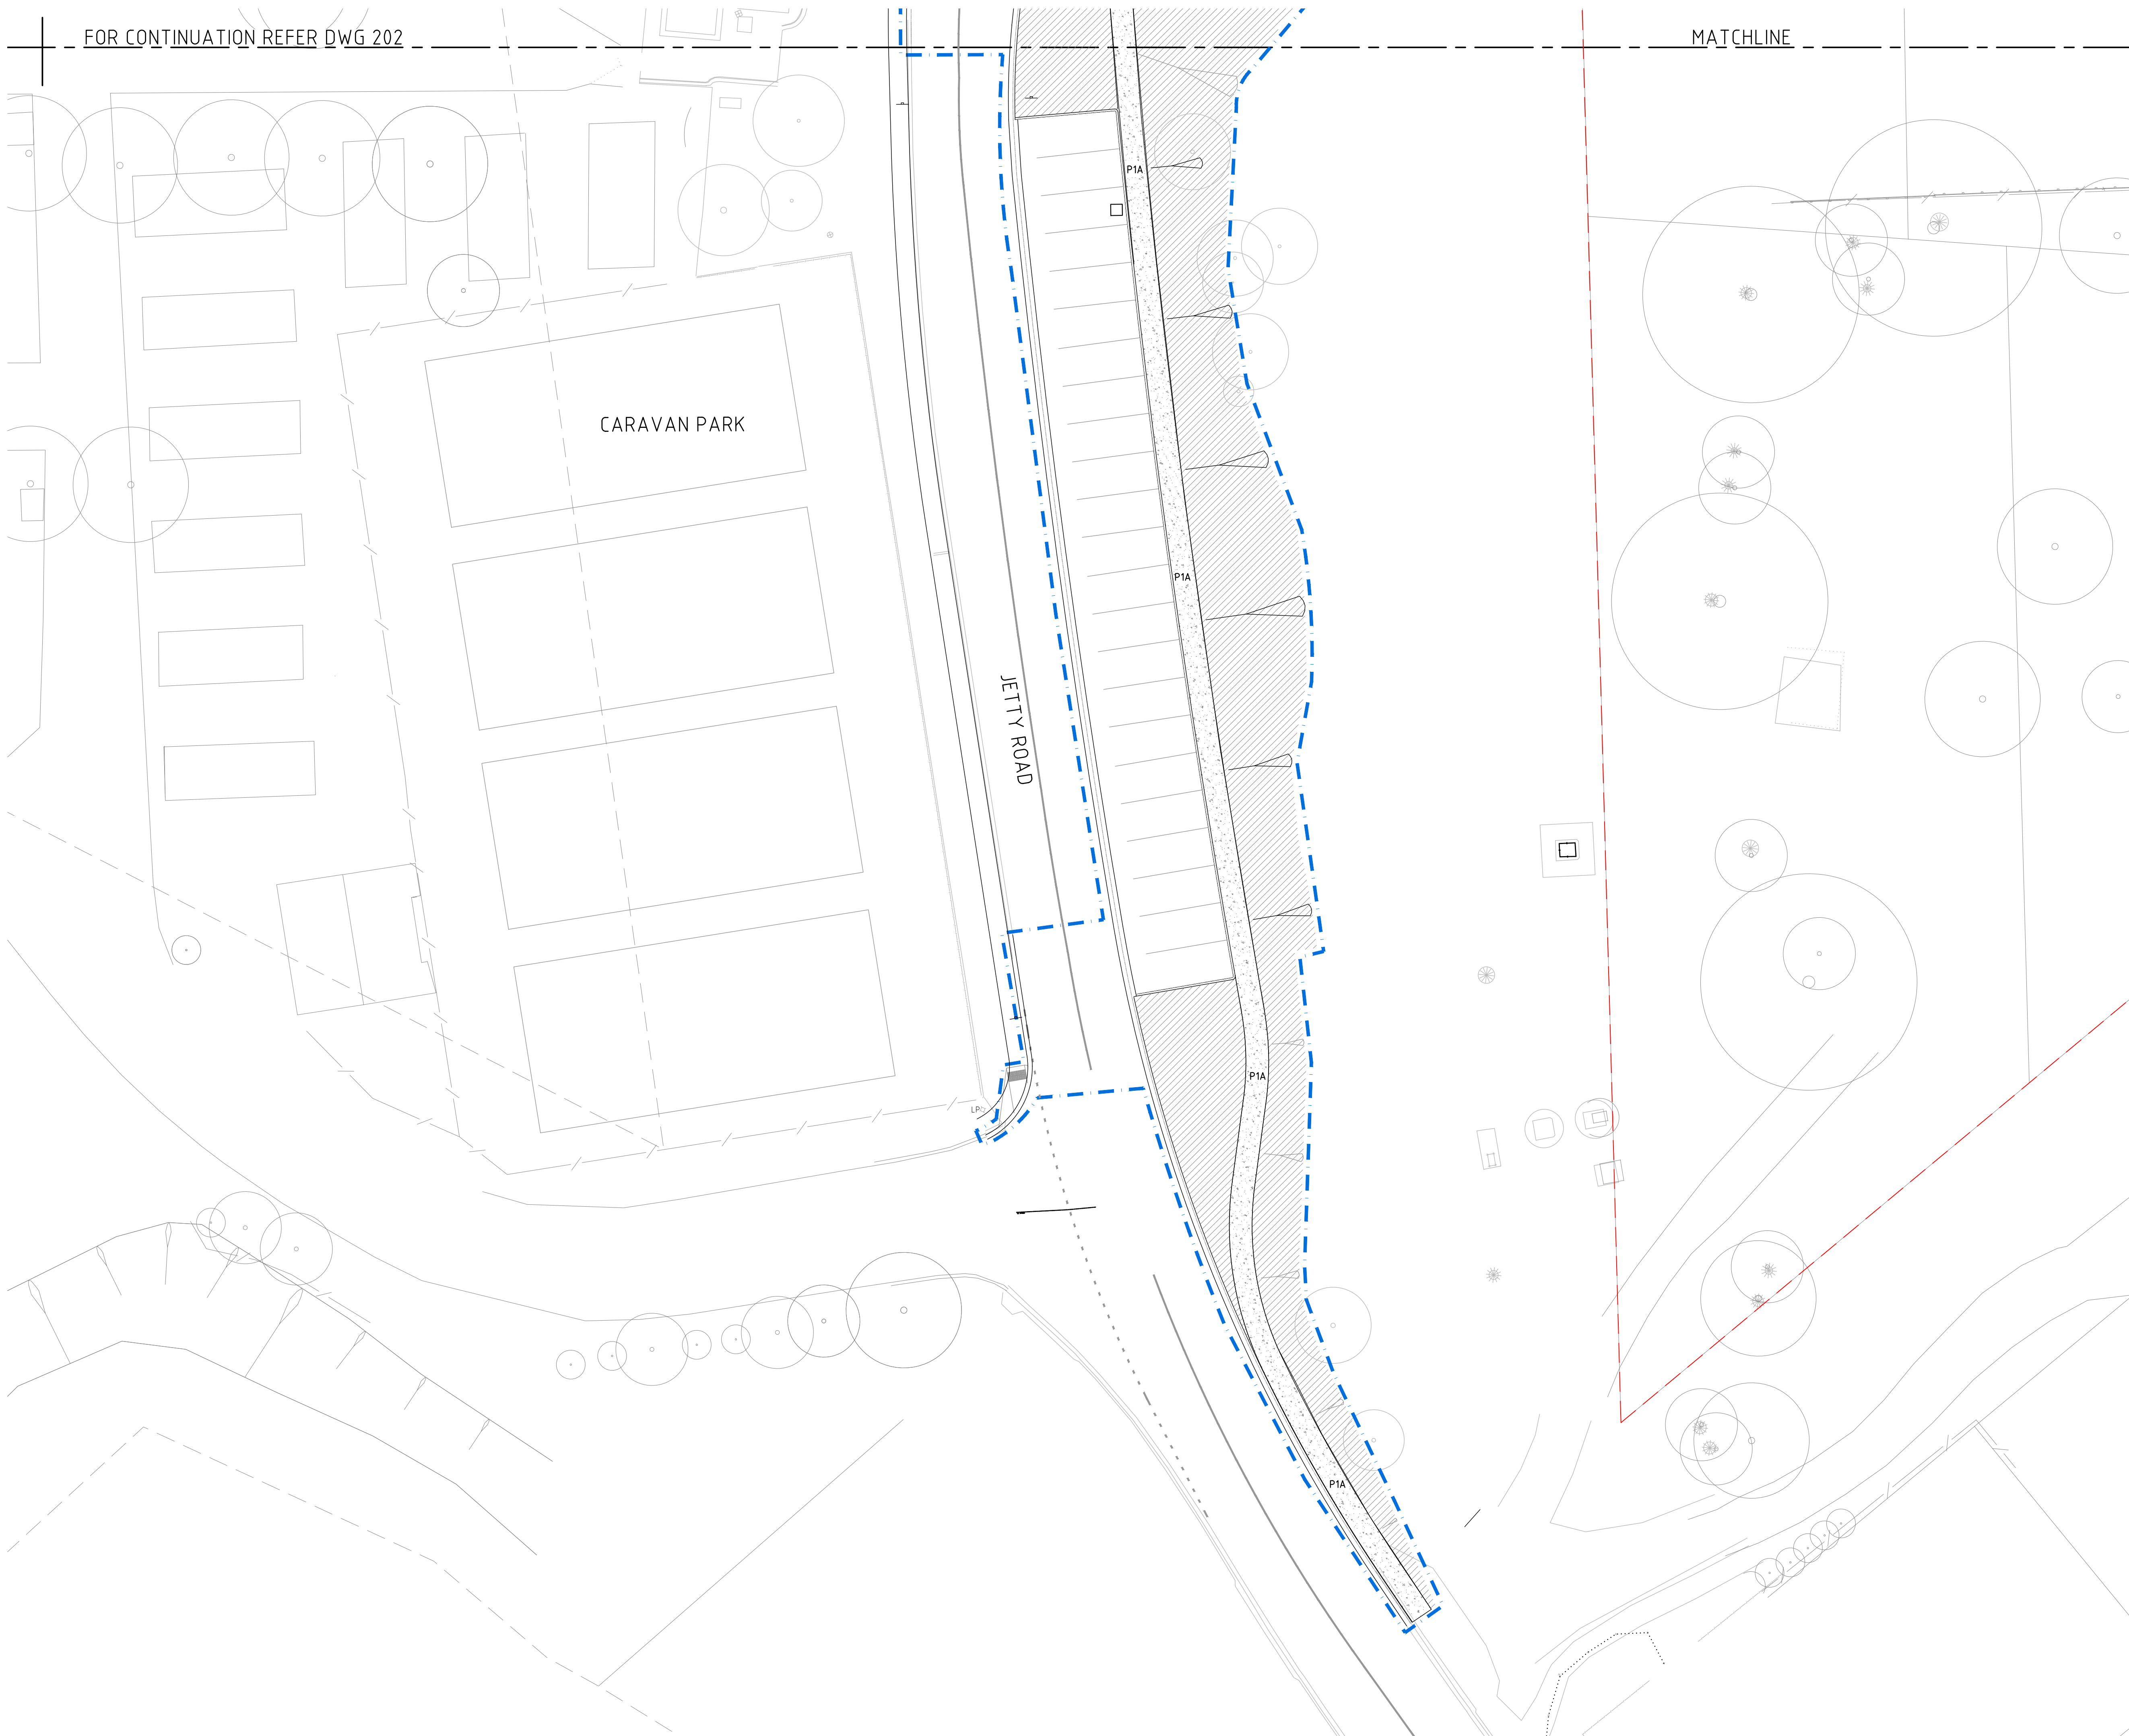 FOR CONTINUATION REFER DWG 202
MATCHLINE
P1A
CARAVAN PARK
P1A
JETTY ROAD
P1A
LP
P1A